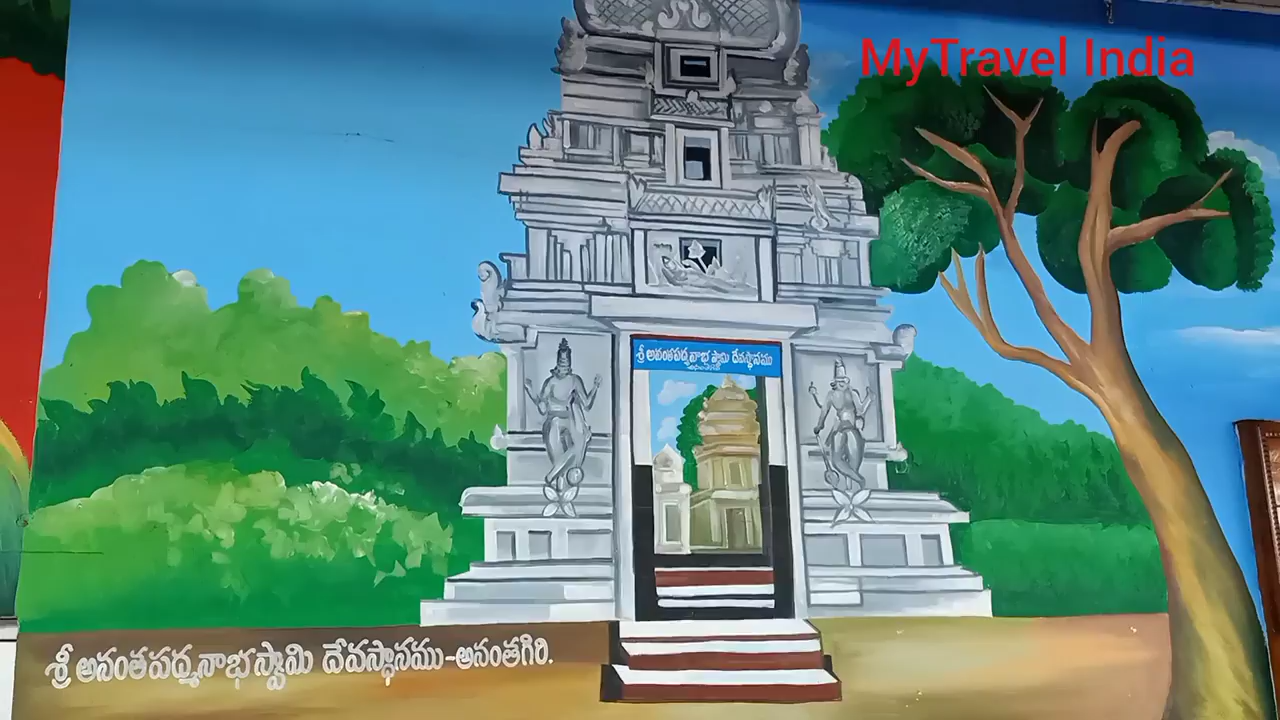 MyTravel India
శ్రీ అనంతపద్మనాభ స్వామి దేవస్థానము
శ్రీ అనంతపద్మనాభస్వామి దేవస్థానము-అనంతగిరి.